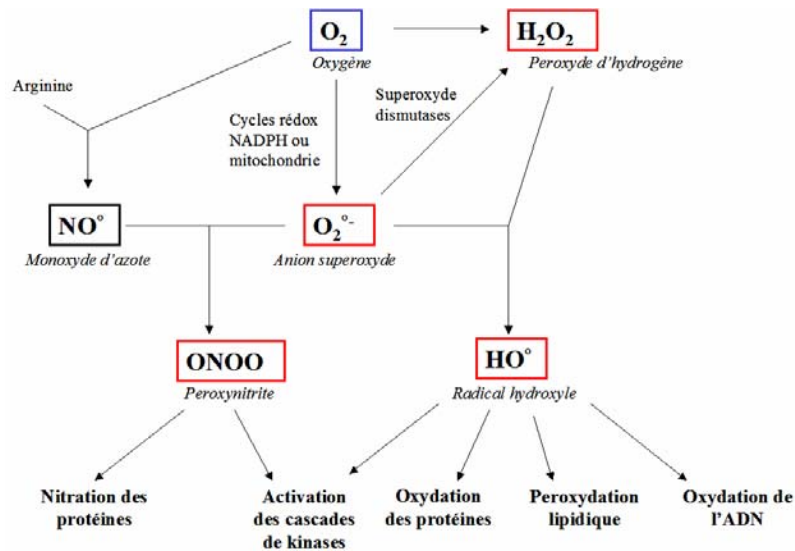 O₂
Oxygène
H₂O₂
Peroxyde d’hydrogène
Arginine
Cycles rédox
NADPH ou
mitochondrie
Superoxyde
dismutases
NO°
Monoxyde d’azote
O₂°-
Anion superoxyde
ONOO
Peroxynitrite
HO°
Radical hydroxyle
Nitration des
protéines
Activation
des cascades
de kinases
Oxydation
des protéines
Peroxydation
lipidique
Oxydation de
l’ADN